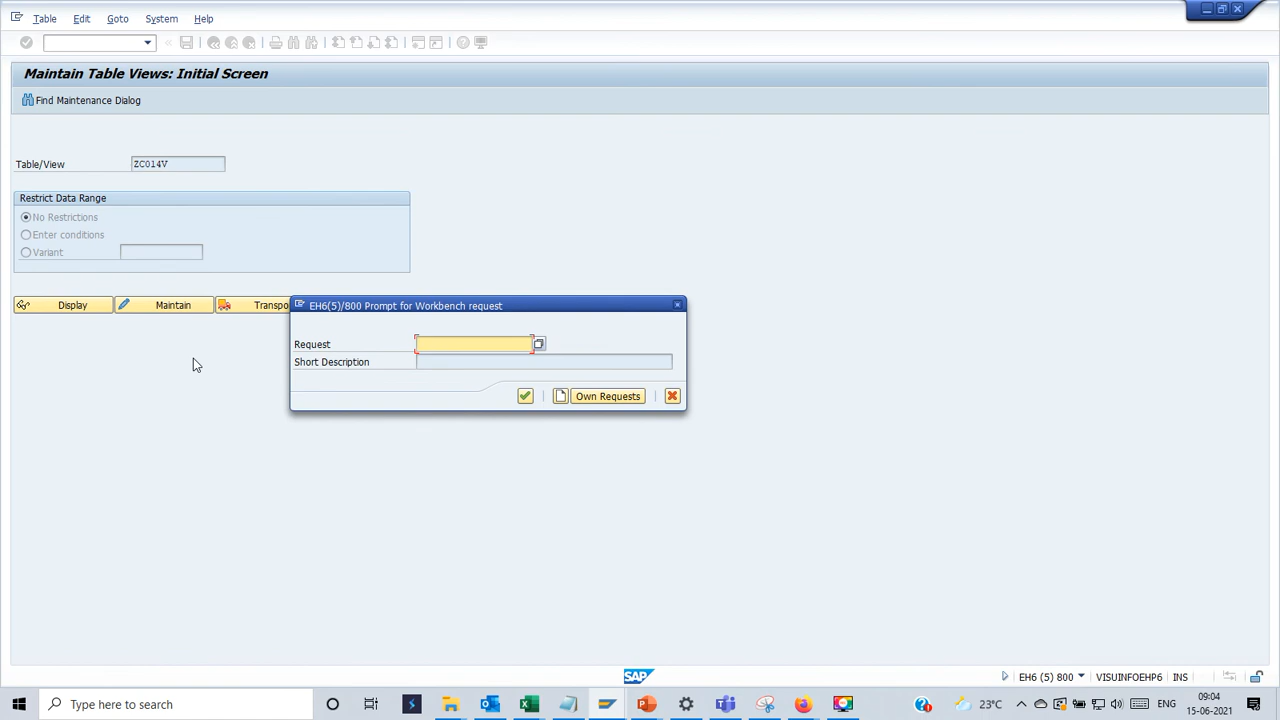 Table Edit Goto System Help
Maintain Table Views: Initial Screen
Find Maintenance Dialog
Table/View ZC014V
Restrict Data Range
No Restrictions
Enter conditions
Variant
Display Maintain Transpo
EH6(5)/800 Prompt for Workbench request
Request
Short Description
Own Requests
SAP
EH6 (5) 800 VISUINFOEHP6 INS
Type here to search
23°C ENG
09:04
15-06-2021